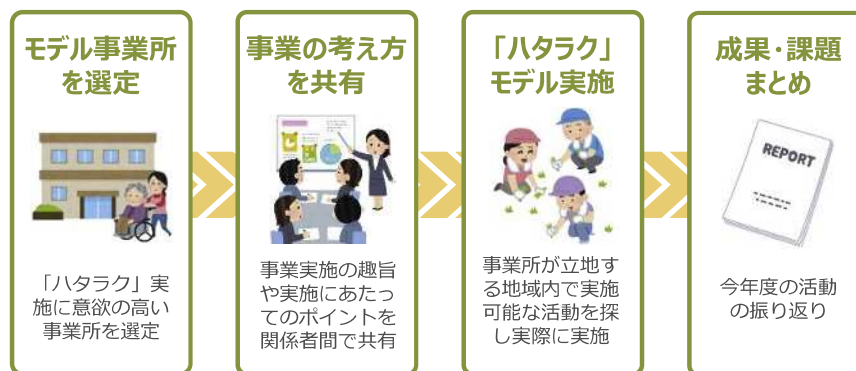 モデル事業所
を選定
「ハタラク」実
施に意欲の高い
事業所を選定
事業の考え方
を共有
事業実施の趣旨
や実施にあたっ
てのポイントを
関係者間で共有
「ハタラク」
モデル実施
事業所が立地す
る地域内で実施
可能な活動を探
し実際に実施
成果・課題
まとめ
REPORT
今年度の活動
の振り返り